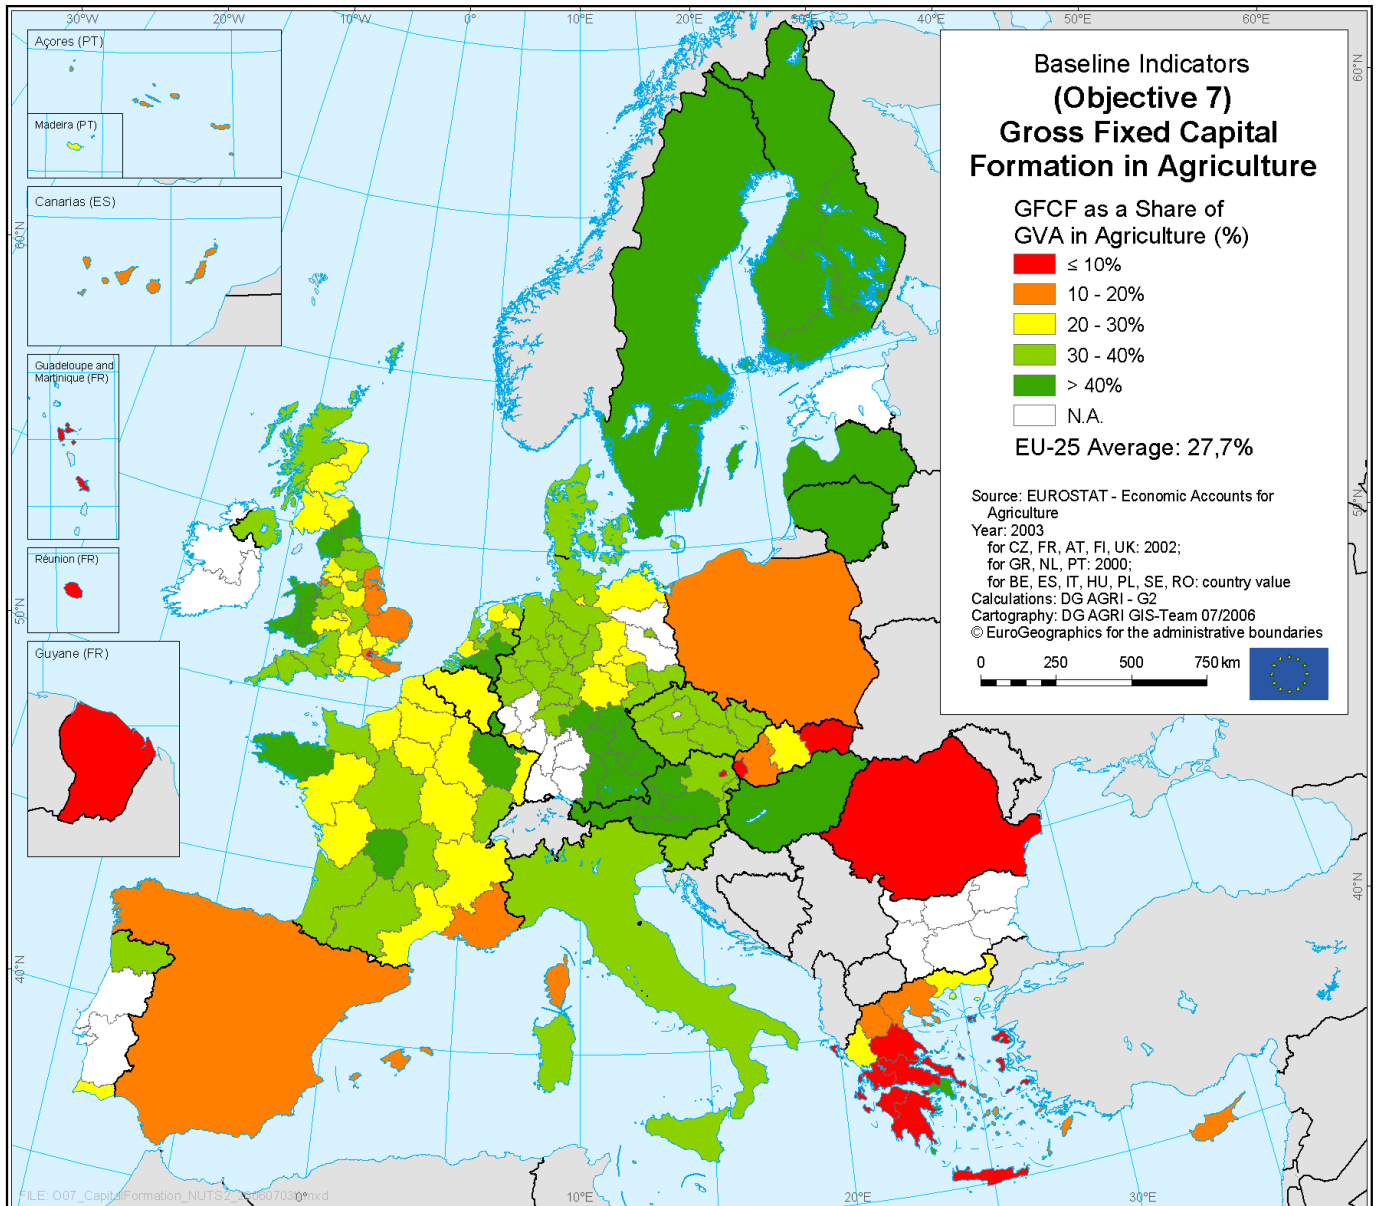 30°W 20°W 10°W 0° 10°E 20°E 30°E 40°E 50°E 60°E
Açores (PT)
Madeira (PT)
Canarias (ES)
Guadeloupe and
Martinique (FR)
Réunion (FR)
Guyane (FR)
Baseline Indicators
(Objective 7)
Gross Fixed Capital
Formation in Agriculture
GFCF as a Share of
GVA in Agriculture (%)
≤ 10%
10 - 20%
20 - 30%
30 - 40%
> 40%
N.A.
EU-25 Average: 27,7%
Source: EUROSTAT - Economic Accounts for
Agriculture
Year: 2003
for CZ, FR, AT, FI, UK: 2002;
for GR, NL, PT: 2000;
for BE, ES, IT, HU, PL, SE, RO: country value
Calculations: DG AGRI - G2
Cartography: DG AGRI GIS-Team 07/2006
© EuroGeographics for the administrative boundaries
0 250 500 750 km
60°N
50°N
40°N
60°N
50°N
40°N
0° 10°E 20°E 30°E